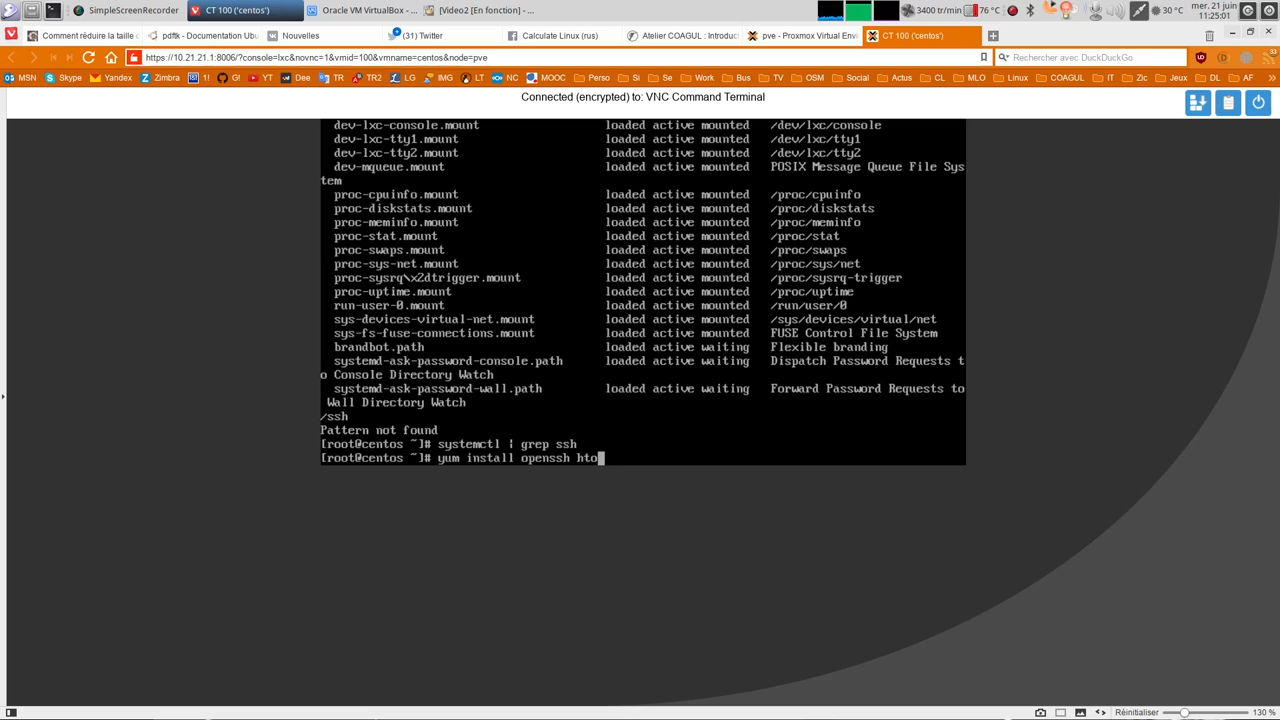 SimpleScreenRecorder
CT 100 ('centos')
Oracle VM VirtualBox - ...
[Video2 [En fonction] - ...
3400 tr/min
76 °C
30 °C
mer. 21 juin
11:25:01
Comment réduire la taille d
pdftk - Documentation Ubu
Nouvelles
(31) Twitter
Calculate Linux (rus)
Atelier COAGUL : Introduct
pve - Proxmox Virtual Envi
CT 100 ('centos')
https://10.21.21.1:8006/?console=lxc&novnc=1&vmid=100&vmname=centos&node=pve
Rechercher avec DuckDuckGo
33
MSN Skype Yandex Zimbra 1! G! YT Dee TR TR2 LG IMG LT NC MOOC Perso Si Se Work Bus TV OSM Social Actus CL MLO Linux COAGUL IT Zic Jeux DL AF
Connected (encrypted) to: VNC Command Terminal
dev-lxc-console.mount loaded active mounted /dev/lxc/console
dev-lxc-tty1.mount loaded active mounted /dev/lxc/tty1
dev-lxc-tty2.mount loaded active mounted /dev/lxc/tty2
dev-mqueue.mount loaded active mounted POSIX Message Queue File Sys
tem
proc-cpuinfo.mount loaded active mounted /proc/cpuinfo
proc-diskstats.mount loaded active mounted /proc/diskstats
proc-meminfo.mount loaded active mounted /proc/meminfo
proc-stat.mount loaded active mounted /proc/stat
proc-swaps.mount loaded active mounted /proc/swaps
proc-sys-net.mount loaded active mounted /proc/sys/net
proc-sysrq\x2dtrigger.mount loaded active mounted /proc/sysrq-trigger
proc-uptime.mount loaded active mounted /proc/uptime
run-user-0.mount loaded active mounted /run/user/0
sys-devices-virtual-net.mount loaded active mounted /sys/devices/virtual/net
sys-fs-fuse-connections.mount loaded active mounted FUSE Control File System
brandbot.path loaded active waiting Flexible branding
systemd-ask-password-console.path loaded active waiting Dispatch Password Requests t
o Console Directory Watch
systemd-ask-password-wall.path loaded active waiting Forward Password Requests to
Wall Directory Watch
/ssh
Pattern not found
[root@centos ~]# systemctl | grep ssh
[root@centos ~]# yum install openssh hto
Réinitialiser
130 %